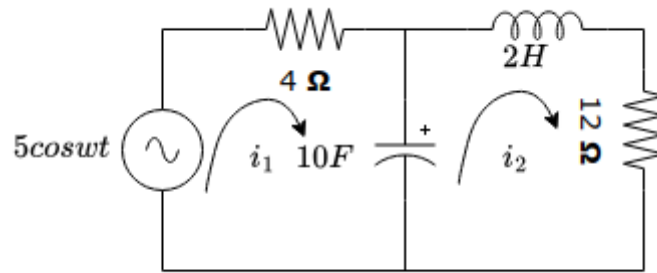 4 Ω
2H
5coswt
i₁
10F
+
i₂
12 Ω